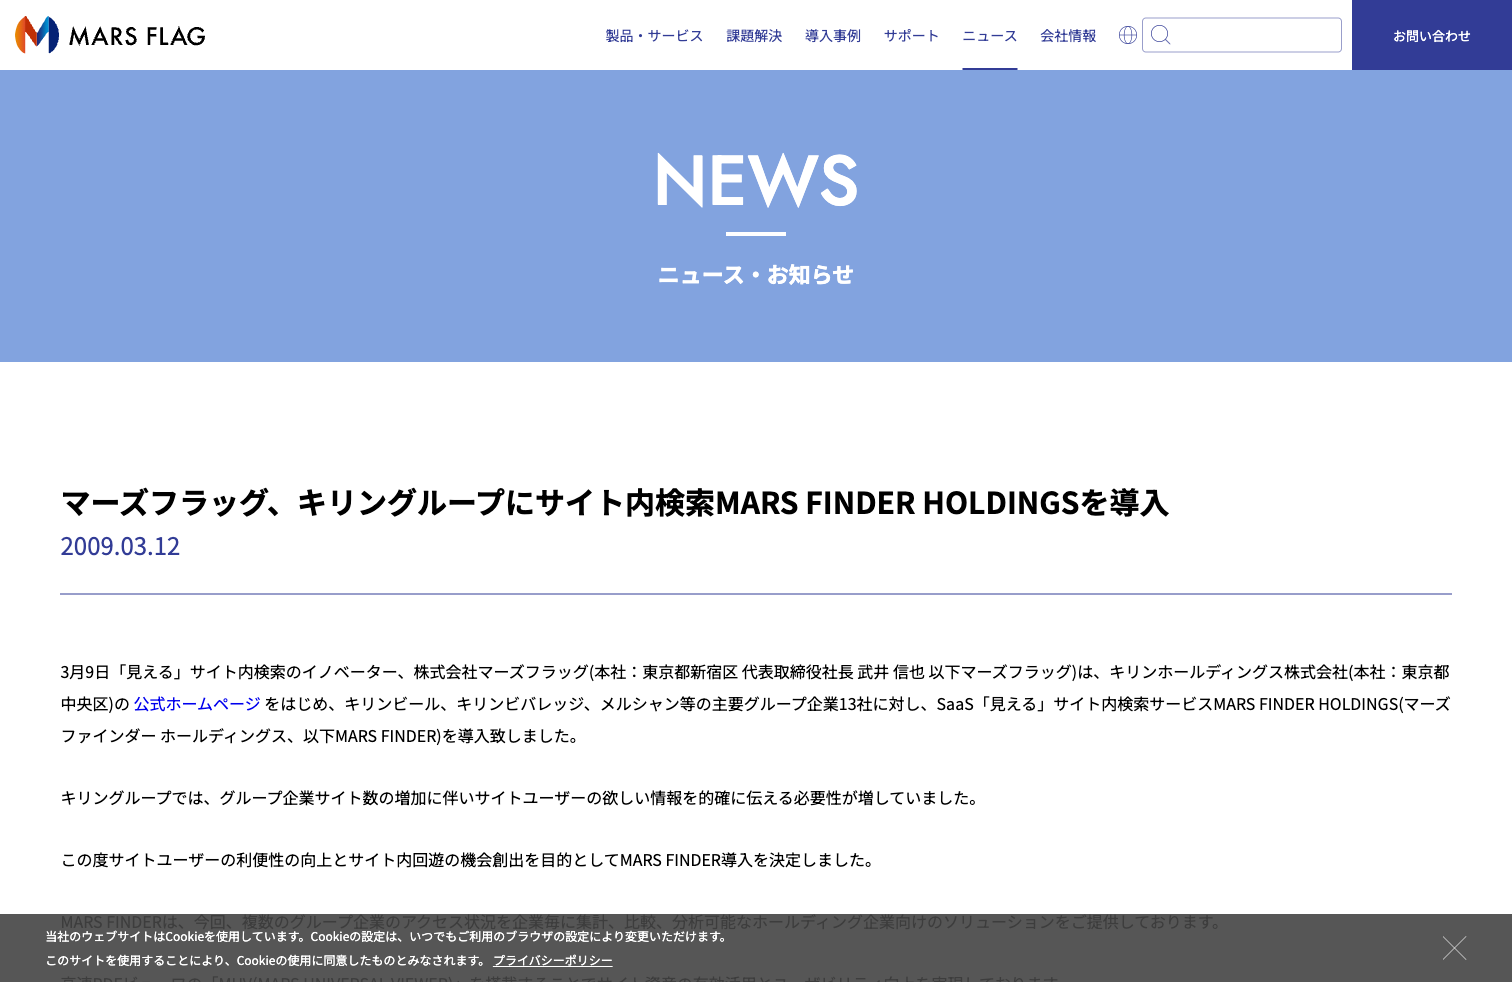 MARS FLAG
製品・サービス 課題解決 導入事例 サポート ニュース 会社情報 お問い合わせ
NEWS
ニュース・お知らせ
マーズフラッグ、キリングループにサイト内検索MARS FINDER HOLDINGSを導入
2009.03.12
3月9日「見える」サイト内検索のイノベーター、株式会社マーズフラッグ(本社：東京都新宿区 代表取締役社長 武井 信也 以下マーズフラッグ)は、キリンホールディングス株式会社(本社：東京都
中央区)の 公式ホームページ をはじめ、キリンビール、キリンビバレッジ、メルシャン等の主要グループ企業13社に対し、SaaS「見える」サイト内検索サービスMARS FINDER HOLDINGS(マーズ
ファインダー ホールディングス、以下MARS FINDER)を導入致しました。
キリングループでは、グループ企業サイト数の増加に伴いサイトユーザーの欲しい情報を的確に伝える必要性が増していました。
この度サイトユーザーの利便性の向上とサイト内回遊の機会創出を目的としてMARS FINDER導入を決定しました。
MARS FINDERは、今回、複数のグループ企業のアクセス状況を企業毎に集計、比較、分析可能なホールディング企業向けのソリューションをご提供しております。
当社のウェブサイトはCookieを使用しています。Cookieの設定は、いつでもご利用のブラウザの設定により変更いただけます。
このサイトを使用することにより、Cookieの使用に同意したものとみなされます。 プライバシーポリシー